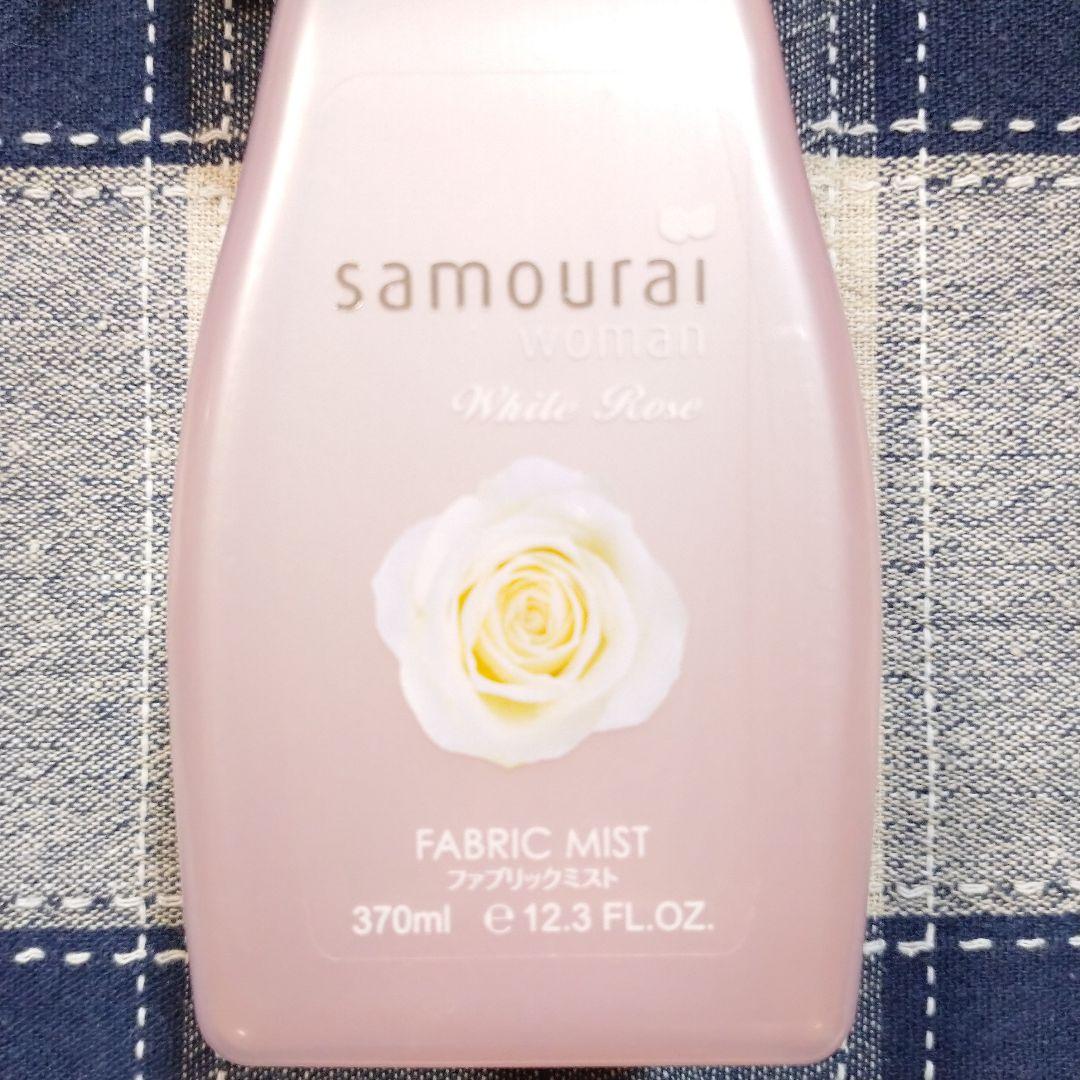 samourai
woman
White Rose
FABRIC MIST
ファブリックミスト
370ml ℮ 12.3 FL.OZ.